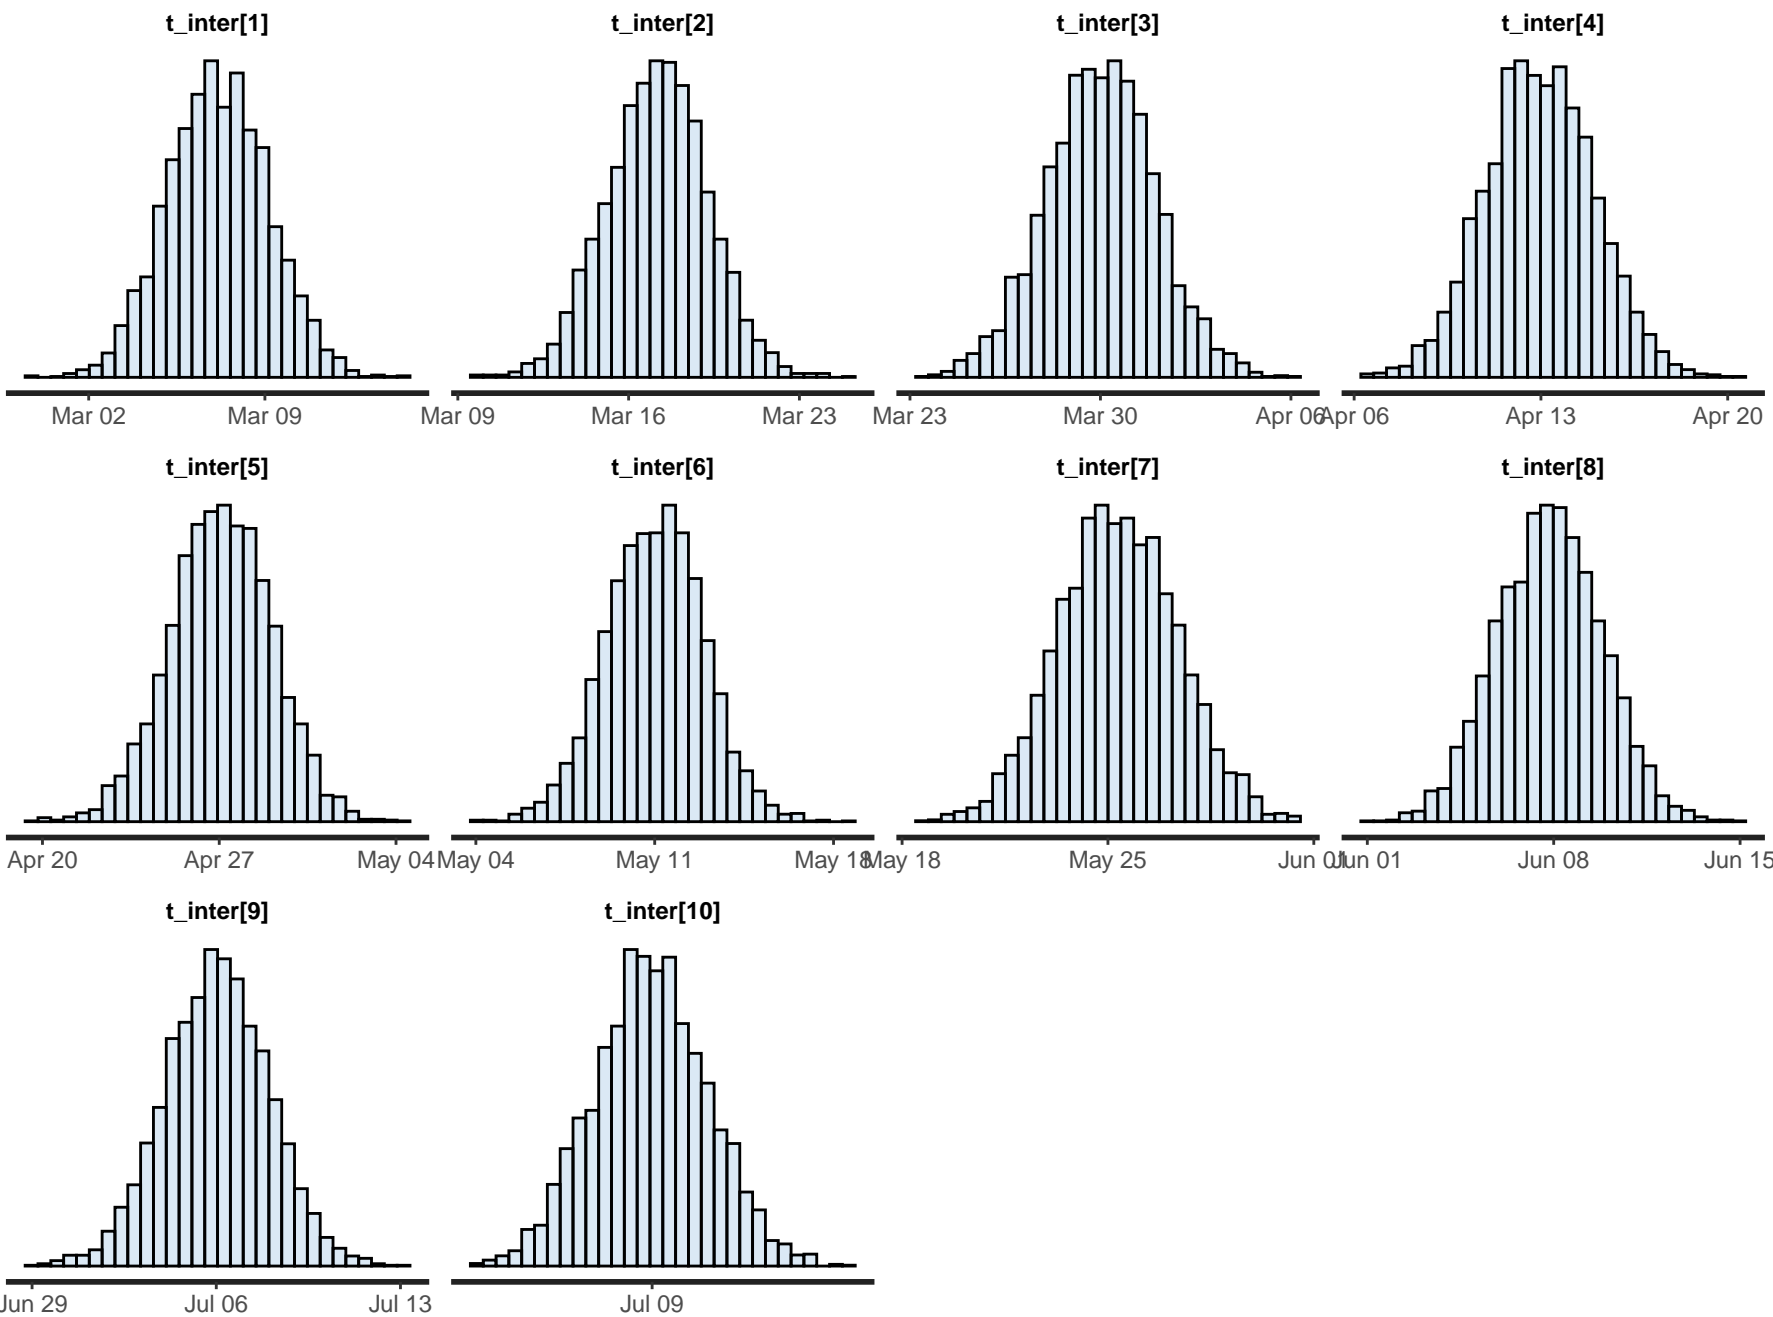 t_inter[1] t_inter[2] t_inter[3] t_inter[4]
Mar 02 Mar 09 Mar 09 Mar 16 Mar 23 Mar 23 Mar 30 Apr 06 Apr 06 Apr 13 Apr 20
t_inter[5] t_inter[6] t_inter[7] t_inter[8]
Apr 20 Apr 27 May 04 May 04 May 11 May 18 May 18 May 25 Jun 01 Jun 01 Jun 08 Jun 15
t_inter[9] t_inter[10]
Jun 29 Jul 06 Jul 13 Jul 09